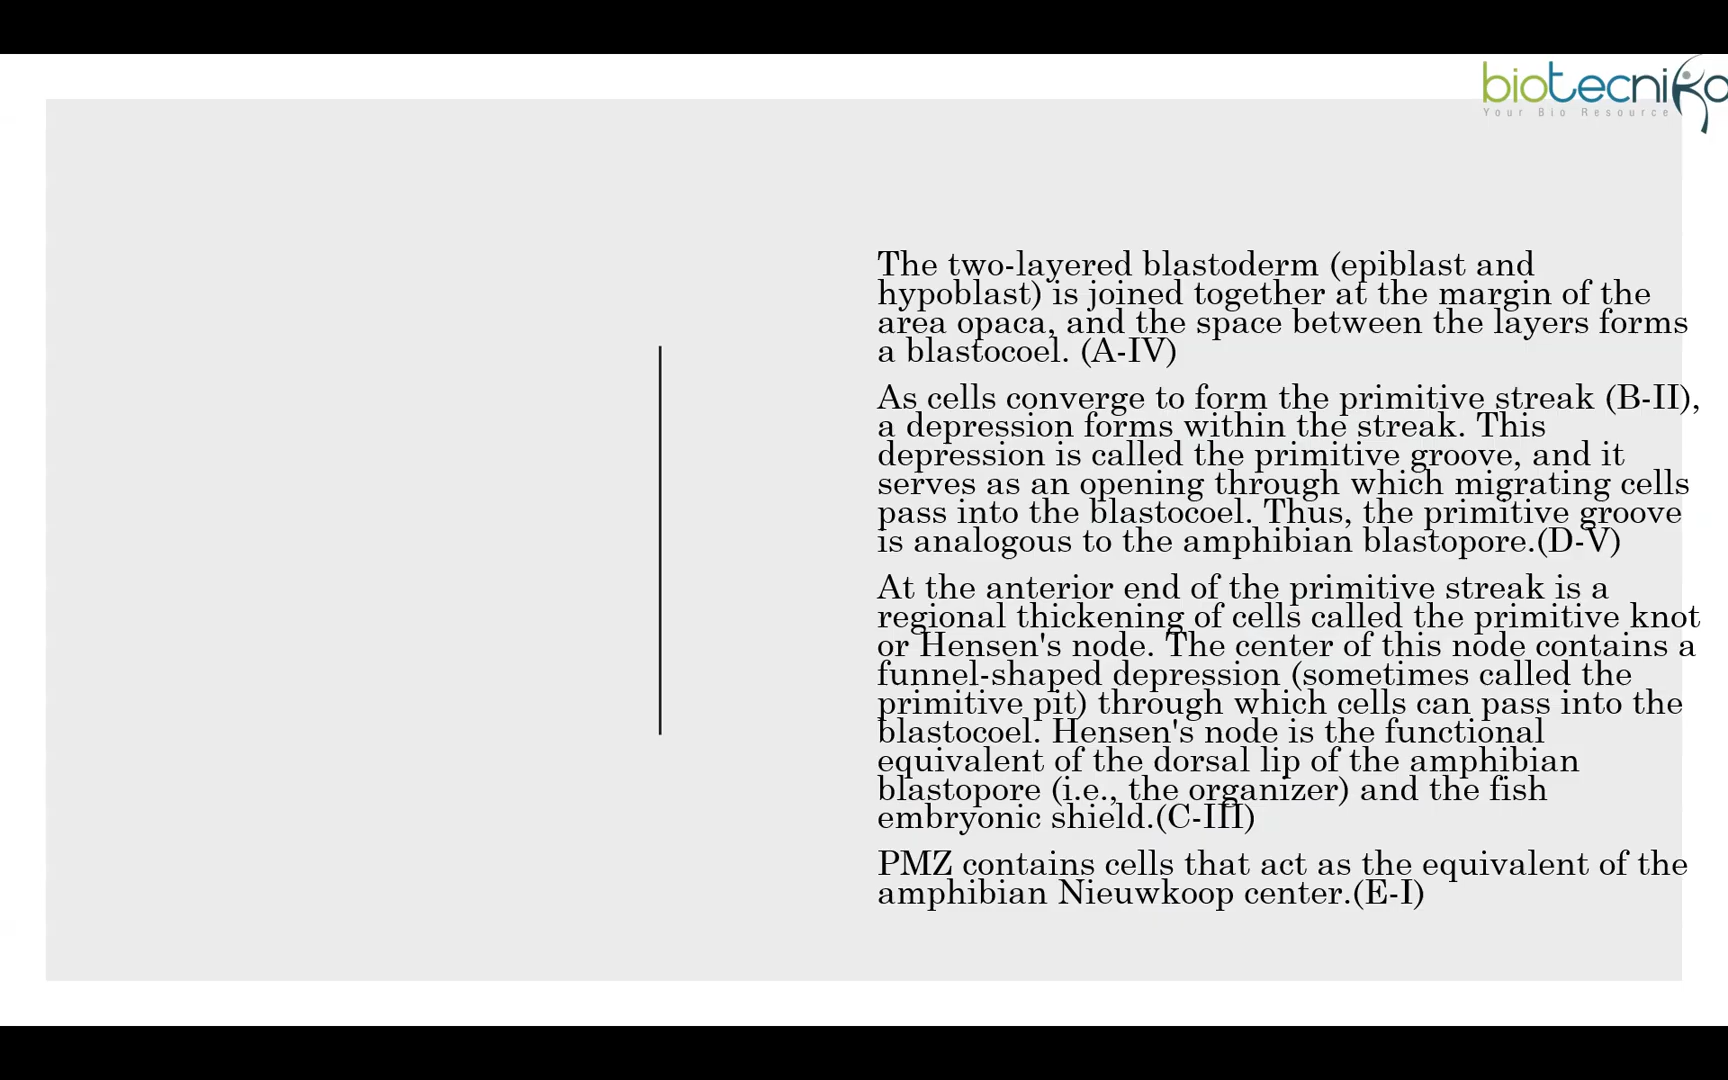 biotecnika
Your Bio Resource
The two-layered blastoderm (epiblast and
hypoblast) is joined together at the margin of the
area opaca, and the space between the layers forms
a blastocoel. (A-IV)
As cells converge to form the primitive streak (B-II),
a depression forms within the streak. This
depression is called the primitive groove, and it
serves as an opening through which migrating cells
pass into the blastocoel. Thus, the primitive groove
is analogous to the amphibian blastopore.(D-V)
At the anterior end of the primitive streak is a
regional thickening of cells called the primitive knot
or Hensen's node. The center of this node contains a
funnel-shaped depression (sometimes called the
primitive pit) through which cells can pass into the
blastocoel. Hensen's node is the functional
equivalent of the dorsal lip of the amphibian
blastopore (i.e., the organizer) and the fish
embryonic shield.(C-III)
PMZ contains cells that act as the equivalent of the
amphibian Nieuwkoop center.(E-I)